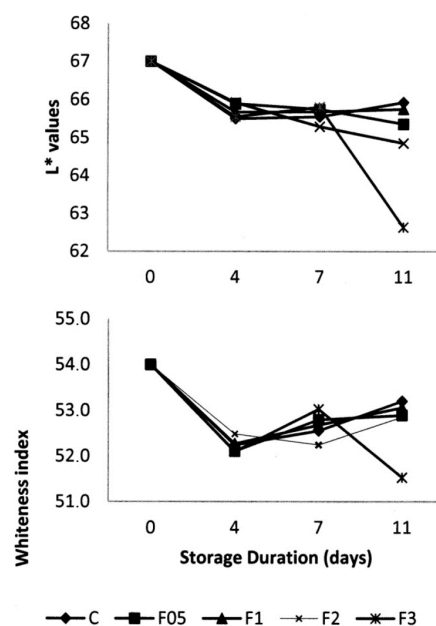 68
67
66
65
64
63
62
L* values
0 4 7 11
55.0
54.0
53.0
52.0
51.0
Whiteness index
0 4 7 11
Storage Duration (days)
C F05 F1 F2 F3